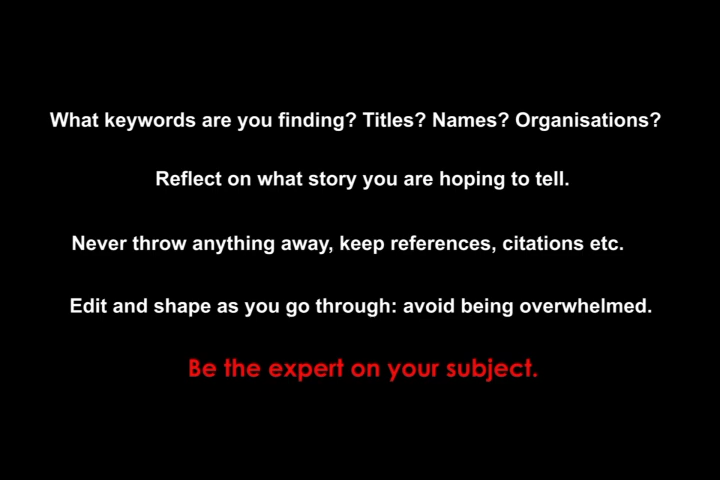 What keywords are you finding? Titles? Names? Organisations?
Reflect on what story you are hoping to tell.
Never throw anything away, keep references, citations etc.
Edit and shape as you go through: avoid being overwhelmed.
Be the expert on your subject.